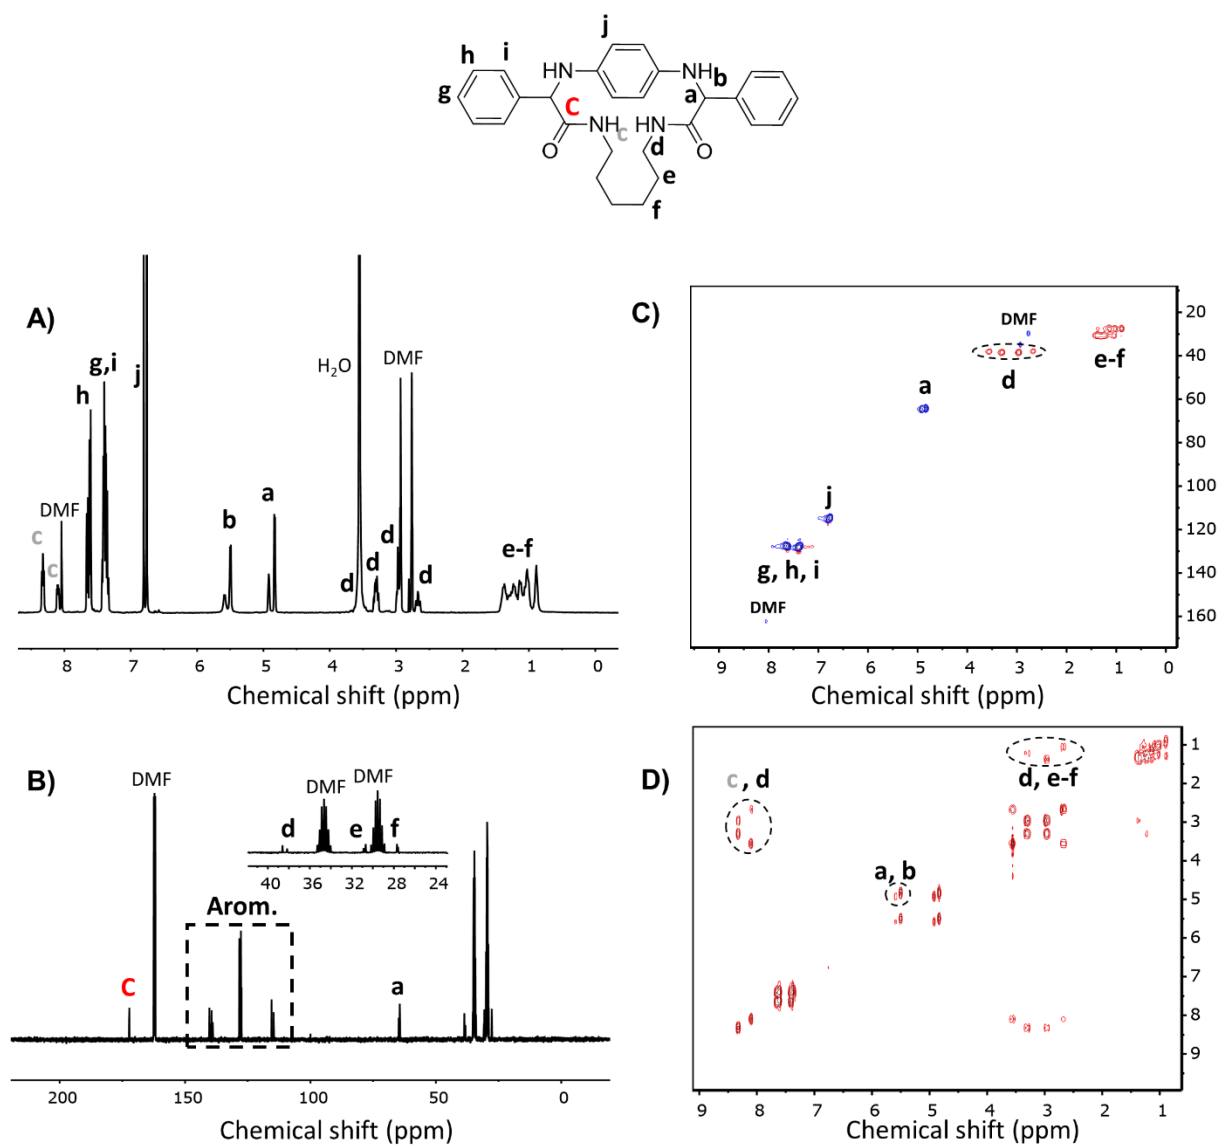 j
h i HN NH b
g a
C
NH HN
c
O d O
e
f
A)
g,i
h j H2O DMF
DMF
c b a
c d d d d e-f
8 7 6 5 4 3 2 1 0
Chemical shift (ppm)
C)
DMF
d e-f
a
j
g, h, i
DMF
20
40
60
80
100
120
140
160
9 8 7 6 5 4 3 2 1 0
Chemical shift (ppm)
B)
DMF
DMF DMF
d e f
40 36 32 28 24
Arom.
C a
200 150 100 50 0
Chemical shift (ppm)
D)
c, d
d, e-f
a, b
1
2
3
4
5
6
7
8
9
9 8 7 6 5 4 3 2 1
Chemical shift (ppm)